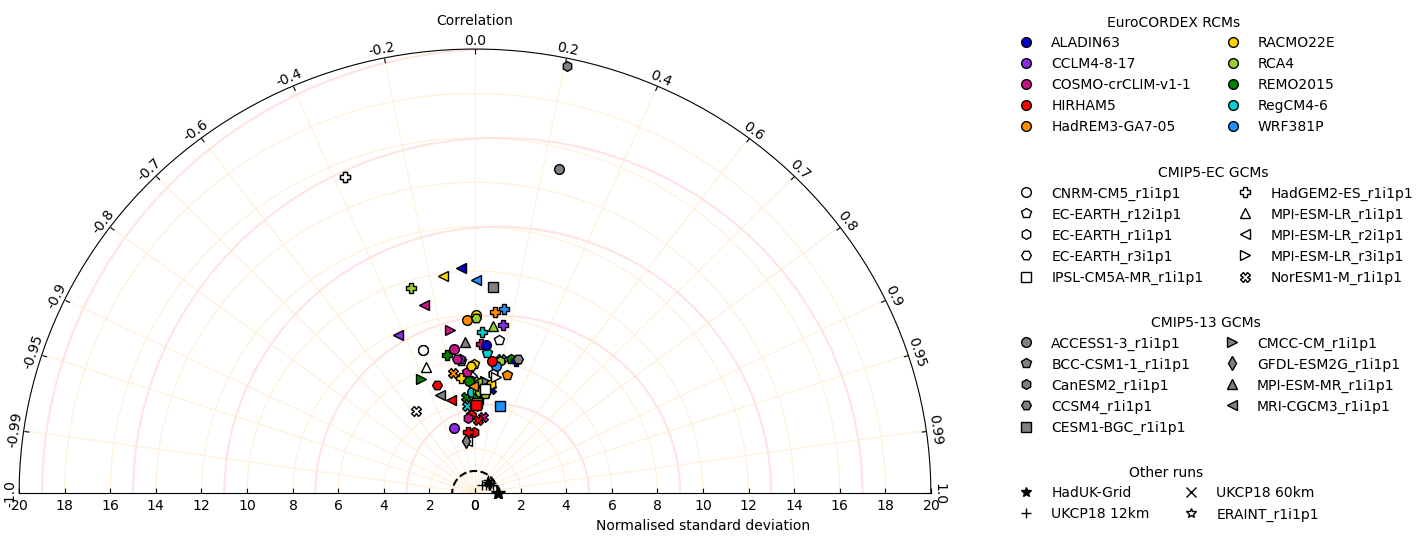 Correlation
0.0
-0.2
0.2
-0.4
0.4
-0.6
0.6
-0.7
0.7
-0.8
0.8
-0.9
0.9
-0.95
0.95
-0.99
0.99
-1.0
1.0
20 18 16 14 12 10 8 6 4 2 0 2 4 6 8 10 12 14 16 18 20
Normalised standard deviation
EuroCORDEX RCMs
ALADIN63 RACMO22E
CCLM4-8-17 RCA4
COSMO-crCLIM-v1-1 REMO2015
HIRHAM5 RegCM4-6
HadREM3-GA7-05 WRF381P
CMIP5-EC GCMs
CNRM-CM5_r1i1p1 HadGEM2-ES_r1i1p1
EC-EARTH_r12i1p1 MPI-ESM-LR_r1i1p1
EC-EARTH_r1i1p1 MPI-ESM-LR_r2i1p1
EC-EARTH_r3i1p1 MPI-ESM-LR_r3i1p1
IPSL-CM5A-MR_r1i1p1 NorESM1-M_r1i1p1
CMIP5-13 GCMs
ACCESS1-3_r1i1p1 CMCC-CM_r1i1p1
BCC-CSM1-1_r1i1p1 GFDL-ESM2G_r1i1p1
CanESM2_r1i1p1 MPI-ESM-MR_r1i1p1
CCSM4_r1i1p1 MRI-CGCM3_r1i1p1
CESM1-BGC_r1i1p1
Other runs
HadUK-Grid UKCP18 60km
UKCP18 12km ERAINT_r1i1p1